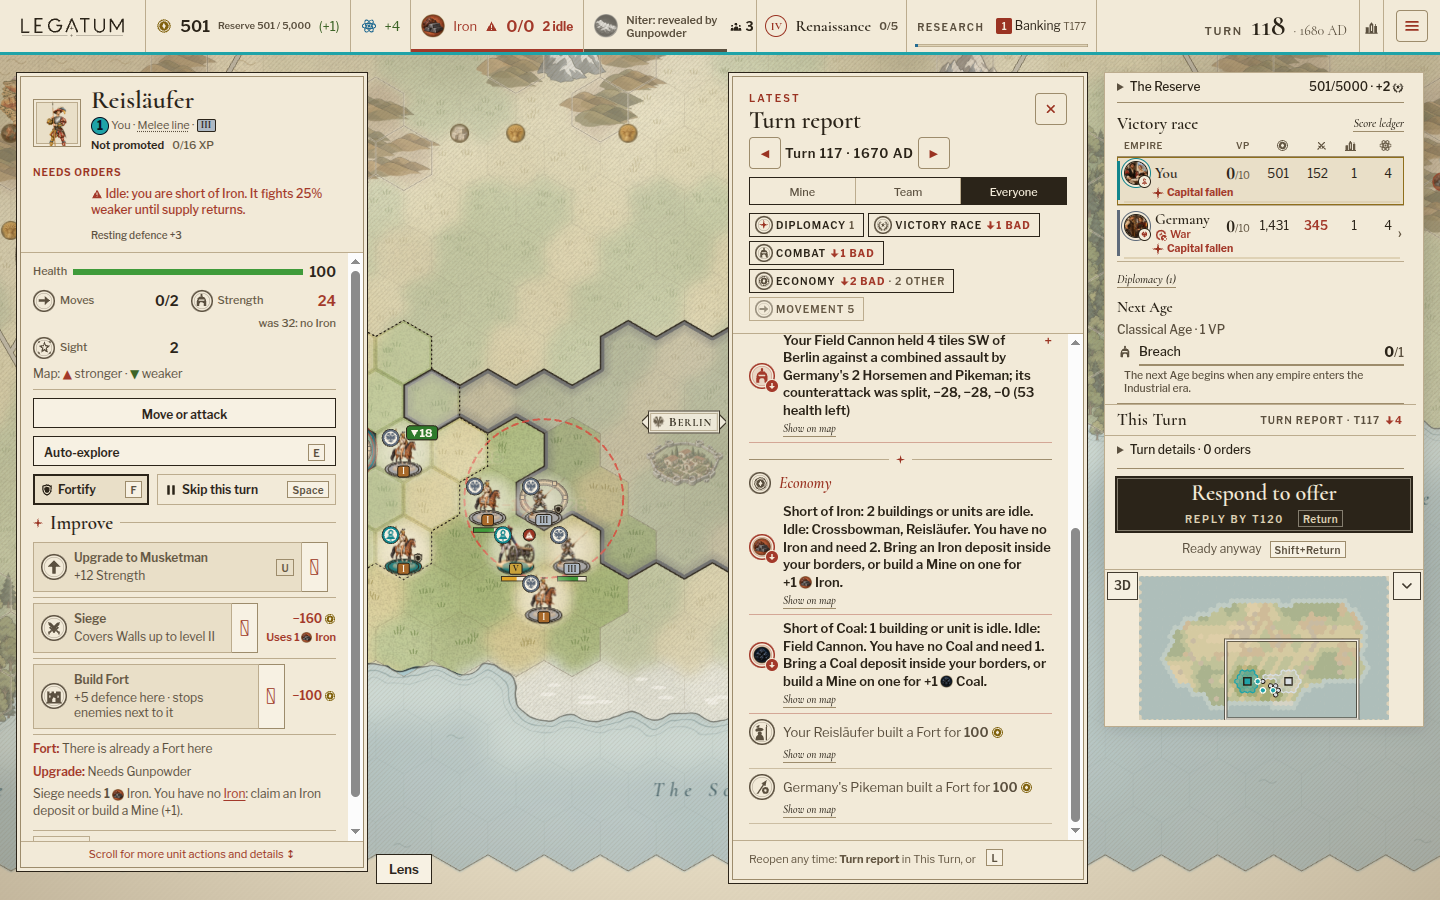 LEGATUM
501 Reserve 501 / 5,000 (+1)
+4
Iron 0/0 2 idle
Niter: revealed by Gunpowder
3
IV Renaissance 0/5
RESEARCH 1 Banking T177
TURN 118 · 1680 AD
Reisläufer
1 You · Melee line · III
Not promoted 0/16 XP
NEEDS ORDERS
Idle: you are short of Iron. It fights 25%
weaker until supply returns.
Resting defence +3
Health 100
Moves 0/2 Strength 24
was 32: no Iron
Sight 2
Map: ▲ stronger · ▼ weaker
Move or attack
Auto-explore E
Fortify F Skip this turn Space
Improve
Upgrade to Musketman
+12 Strength U
Siege
Covers Walls up to level II
−160
Uses 1 Iron
Build Fort
+5 defence here · stops
enemies next to it
−100
Fort: There is already a Fort here
Upgrade: Needs Gunpowder
Siege needs 1 Iron. You have no Iron: claim an Iron
deposit or build a Mine (+1).
Scroll for more unit actions and details ↕
Lens
▼18
I
I
III
I
V
III
I
BERLIN
LATEST
Turn report
×
◀ Turn 117 · 1670 AD ▶
Mine Team Everyone
DIPLOMACY 1 VICTORY RACE ↓1 BAD
COMBAT ↓1 BAD
ECONOMY ↓2 BAD · 2 OTHER
MOVEMENT 5
Your Field Cannon held 4 tiles SW of
Berlin against a combined assault by
Germany's 2 Horsemen and Pikeman; its
counterattack was split, −28, −28, −0 (53
health left)
Show on map
Economy
Short of Iron: 2 buildings or units are idle.
Idle: Crossbowman, Reisläufer. You have no
Iron and need 2. Bring an Iron deposit inside
your borders, or build a Mine on one for
+1 Iron.
Show on map
Short of Coal: 1 building or unit is idle. Idle:
Field Cannon. You have no Coal and need 1.
Bring a Coal deposit inside your borders, or
build a Mine on one for +1 Coal.
Show on map
Your Reisläufer built a Fort for 100
Show on map
Germany's Pikeman built a Fort for 100
Show on map
Reopen any time: Turn report in This Turn, or L
The Reserve 501/5000 · +2
Victory race Score ledger
EMPIRE VP
You 0/10 501 152 1 4
Capital fallen
Germany 0/10 1,431 345 1 4 ›
War
Capital fallen
Diplomacy (1)
Next Age
Classical Age · 1 VP
Breach 0/1
The next Age begins when any empire enters the
Industrial era.
This Turn TURN REPORT · T117 ↓4
Turn details · 0 orders
Respond to offer
REPLY BY T120 Return
Ready anyway Shift+Return
3D